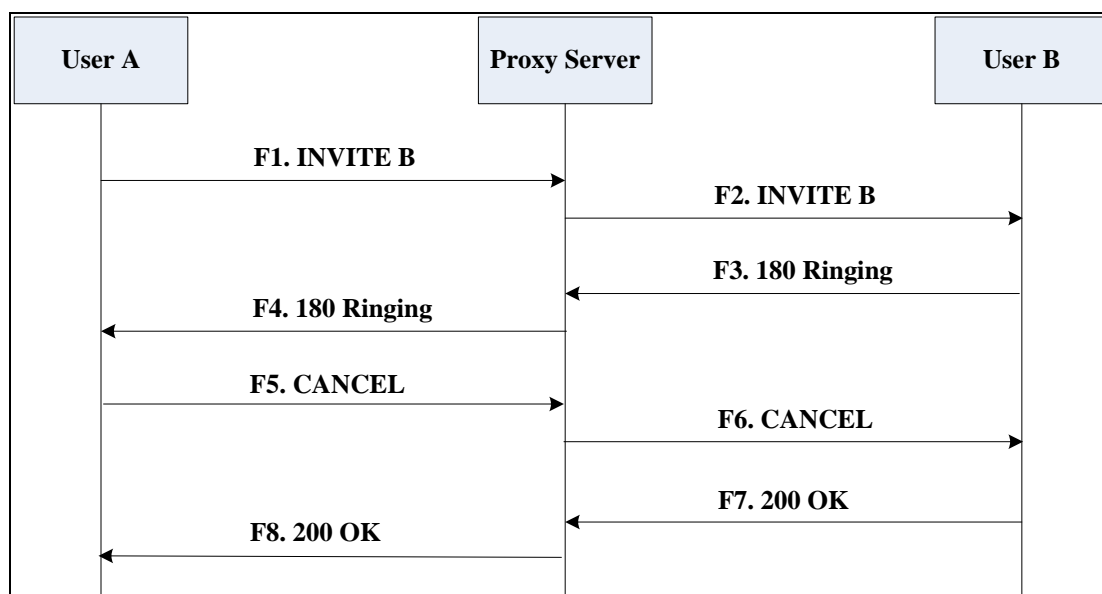 User A
Proxy Server
User B
F1. INVITE B
F2. INVITE B
F3. 180 Ringing
F4. 180 Ringing
F5. CANCEL
F6. CANCEL
F7. 200 OK
F8. 200 OK